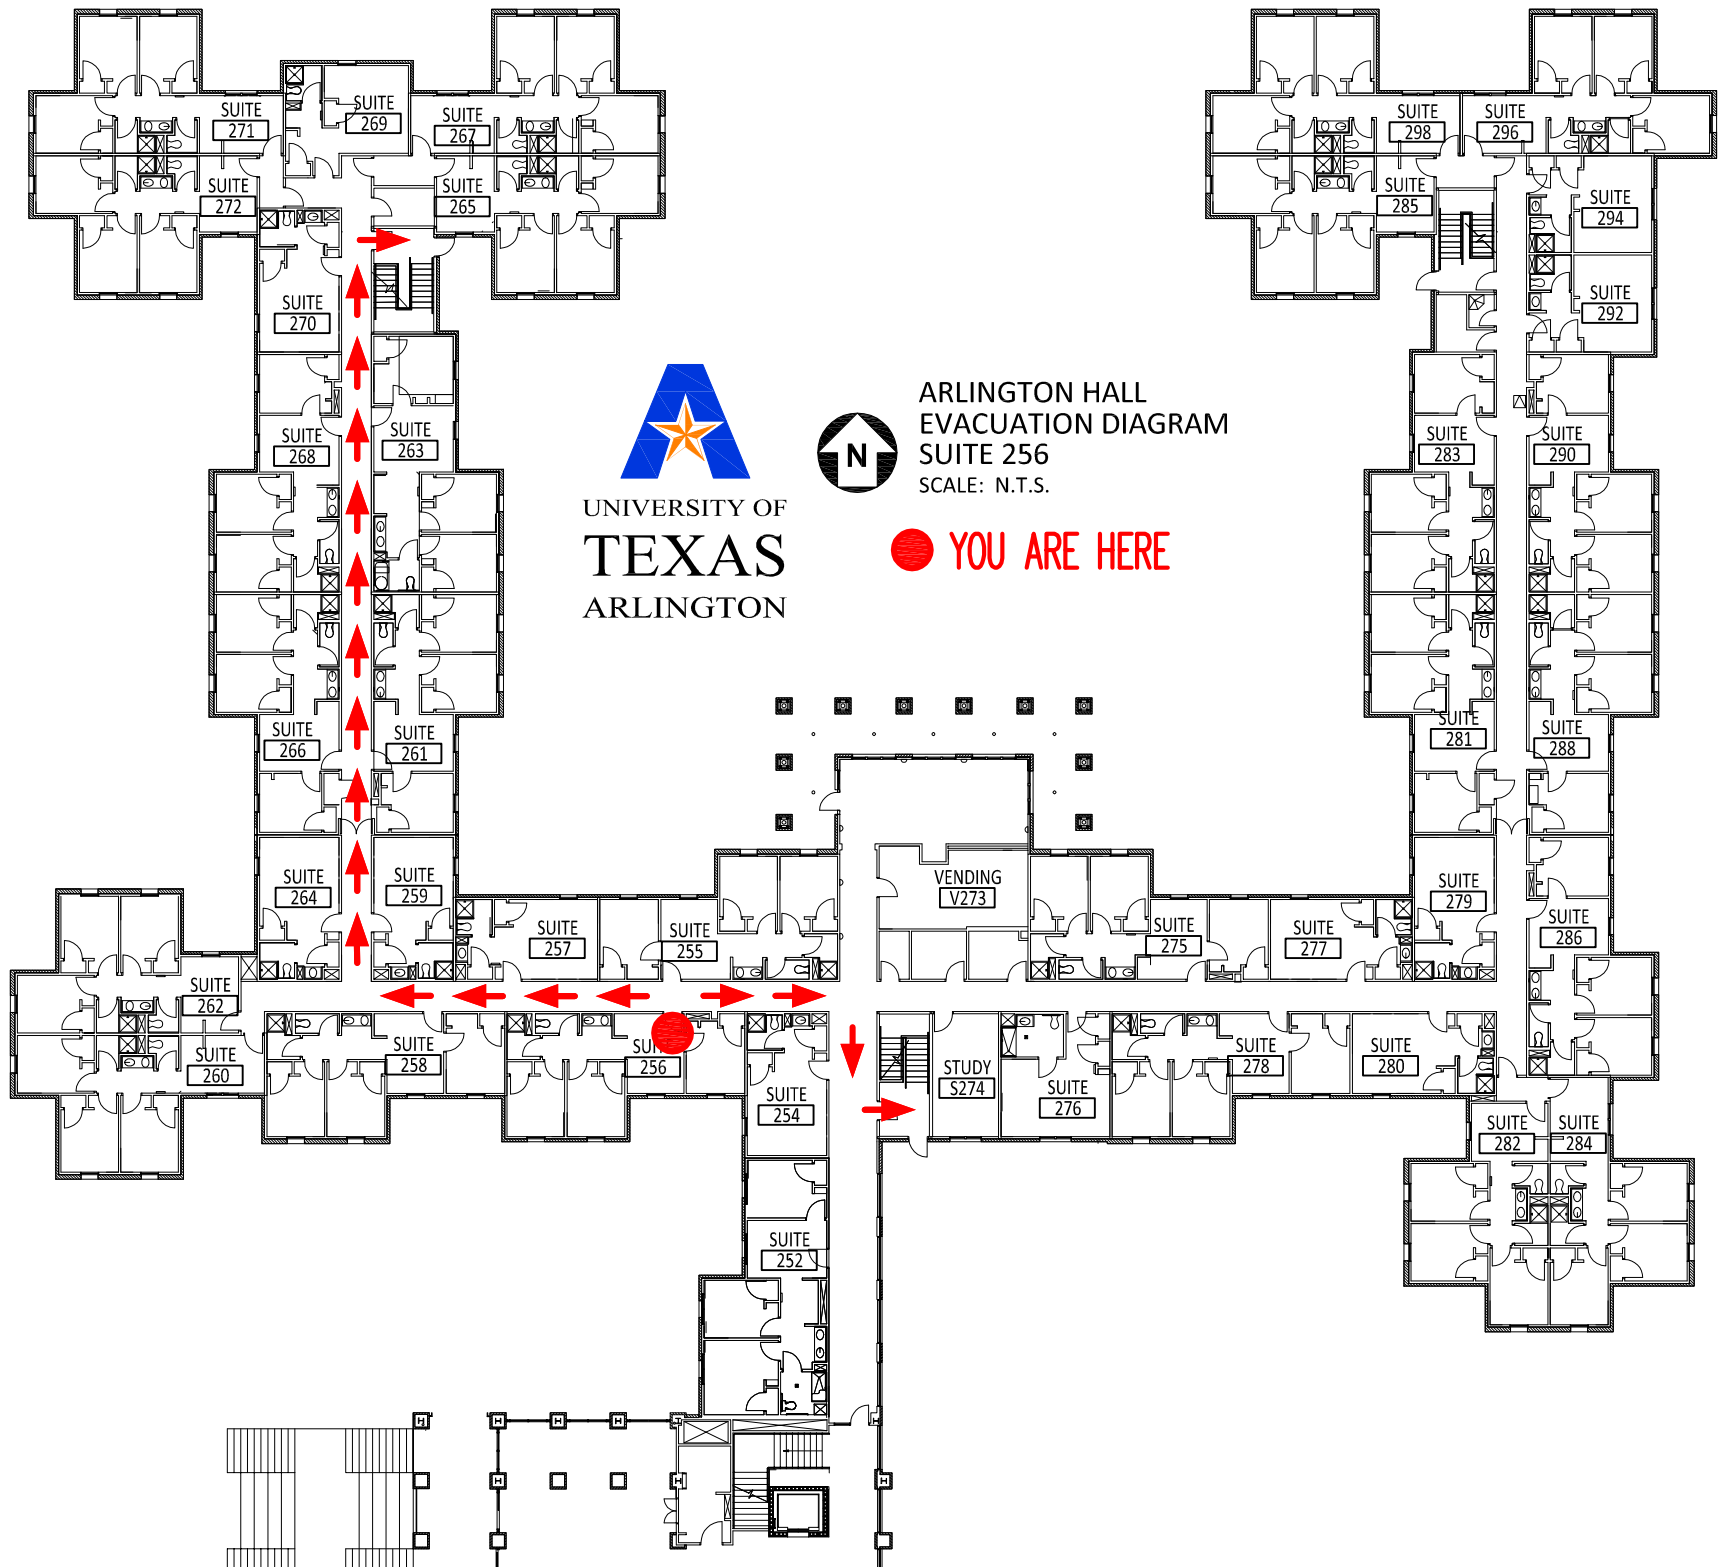 SUITE
271
SUITE
269
SUITE
267
SUITE
298
SUITE
296
SUITE
272
SUITE
265
SUITE
285
SUITE
294
SUITE
270
SUITE
292
ARLINGTON HALL
EVACUATION DIAGRAM
SUITE 256
SCALE: N.T.S.
N
YOU ARE HERE
UNIVERSITY OF
TEXAS
ARLINGTON
SUITE
268
SUITE
263
SUITE
283
SUITE
290
SUITE
266
SUITE
261
SUITE
281
SUITE
288
SUITE
264
SUITE
259
VENDING
V273
SUITE
279
SUITE
257
SUITE
255
SUITE
275
SUITE
277
SUITE
286
SUITE
262
SUITE
260
SUITE
258
256
SUITE
254
STUDY
S274
SUITE
276
SUITE
278
SUITE
280
SUITE
282
SUITE
284
SUITE
252
H
H
H
H
H
H
H
H
H